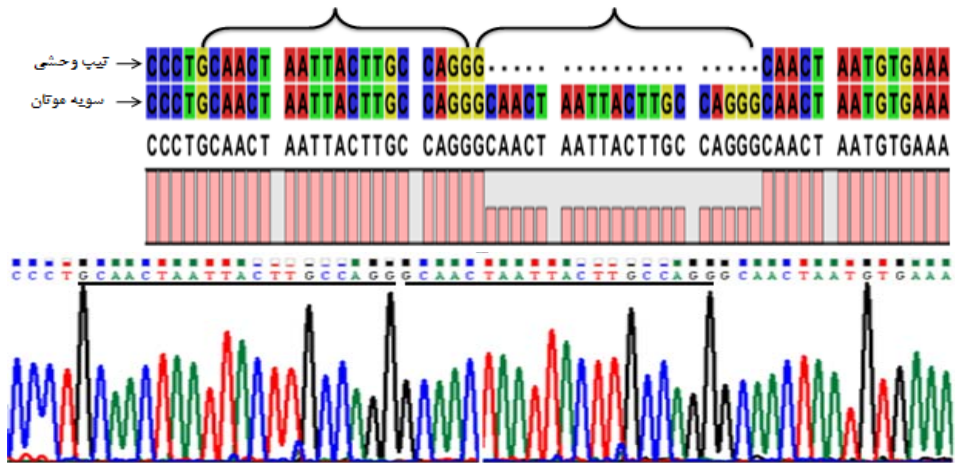 تیپ وحشی → CCCTGCAACT AATTACTTGC CAGGG····· ·········· ·····CAACT AATGTGAAA
سویه موتان → CCCTGCAACT AATTACTTGC CAGGGCAACT AATTACTTGC CAGGGCAACT AATGTGAAA
CCCTGCAACT AATTACTTGC CAGGGCAACT AATTACTTGC CAGGGCAACT AATGTGAAA
C C C T G C A A C T A A T T A C T T G C C A G G G C A A C T A A T T A C T T G C C A G G G C A A C T A A T G T G A A A